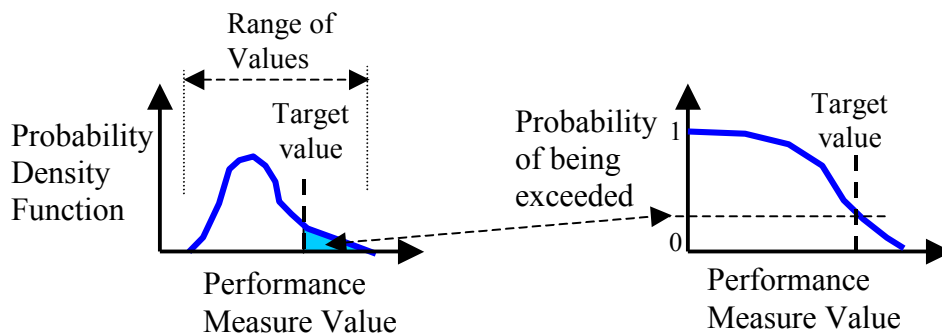 Range of
Values
Probability
Density
Function
Target
value
Performance
Measure Value
Probability
of being
exceeded
1
0
Target
value
Performance
Measure Value